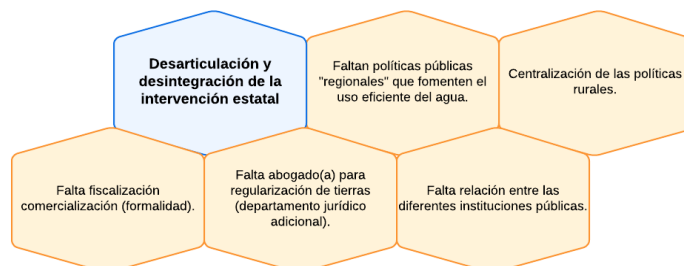 Desarticulación y
desintegración de la
intervención estatal
Faltan políticas públicas
"regionales" que fomenten el
uso eficiente del agua.
Centralización de las políticas
rurales.
Falta fiscalización
comercialización (formalidad).
Falta abogado(a) para
regularización de tierras
(departamento jurídico
adicional).
Falta relación entre las
diferentes instituciones públicas.